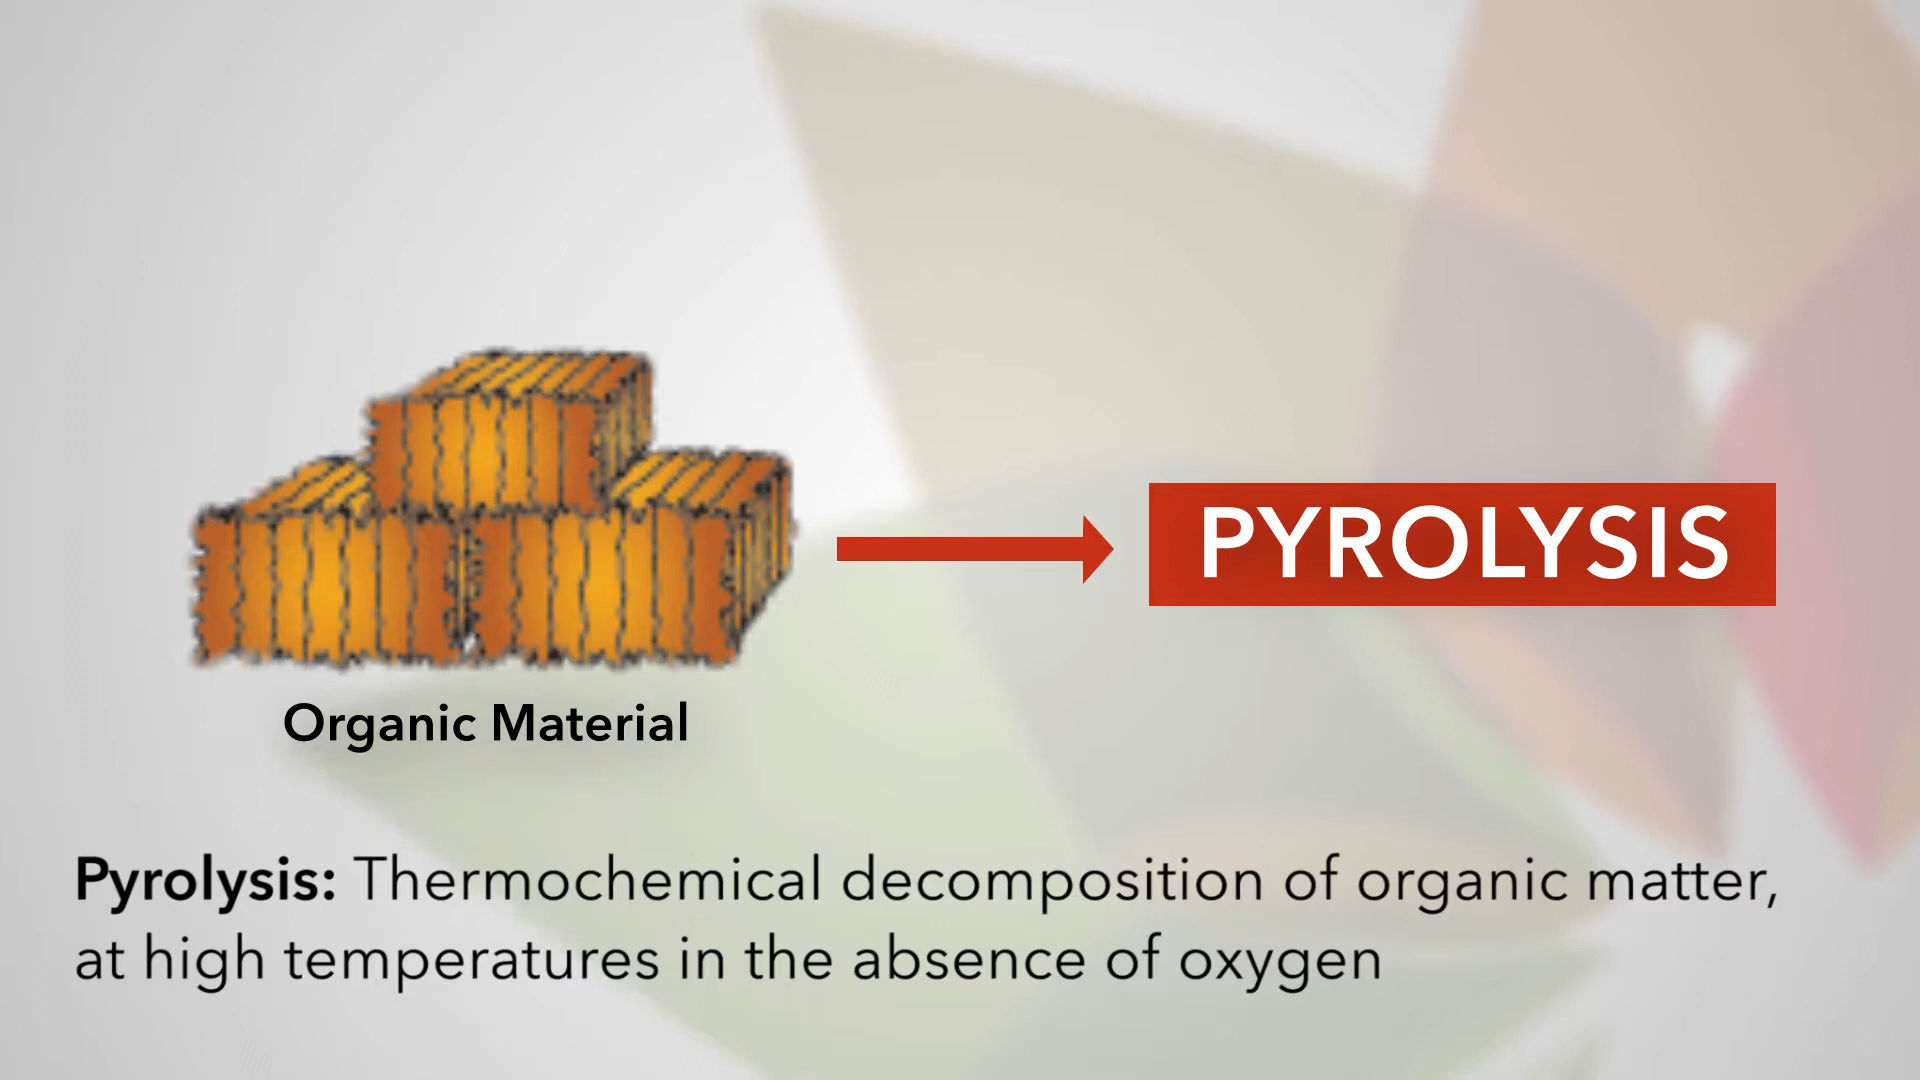 PYROLYSIS
Organic Material
Pyrolysis: Thermochemical decomposition of organic matter,
at high temperatures in the absence of oxygen